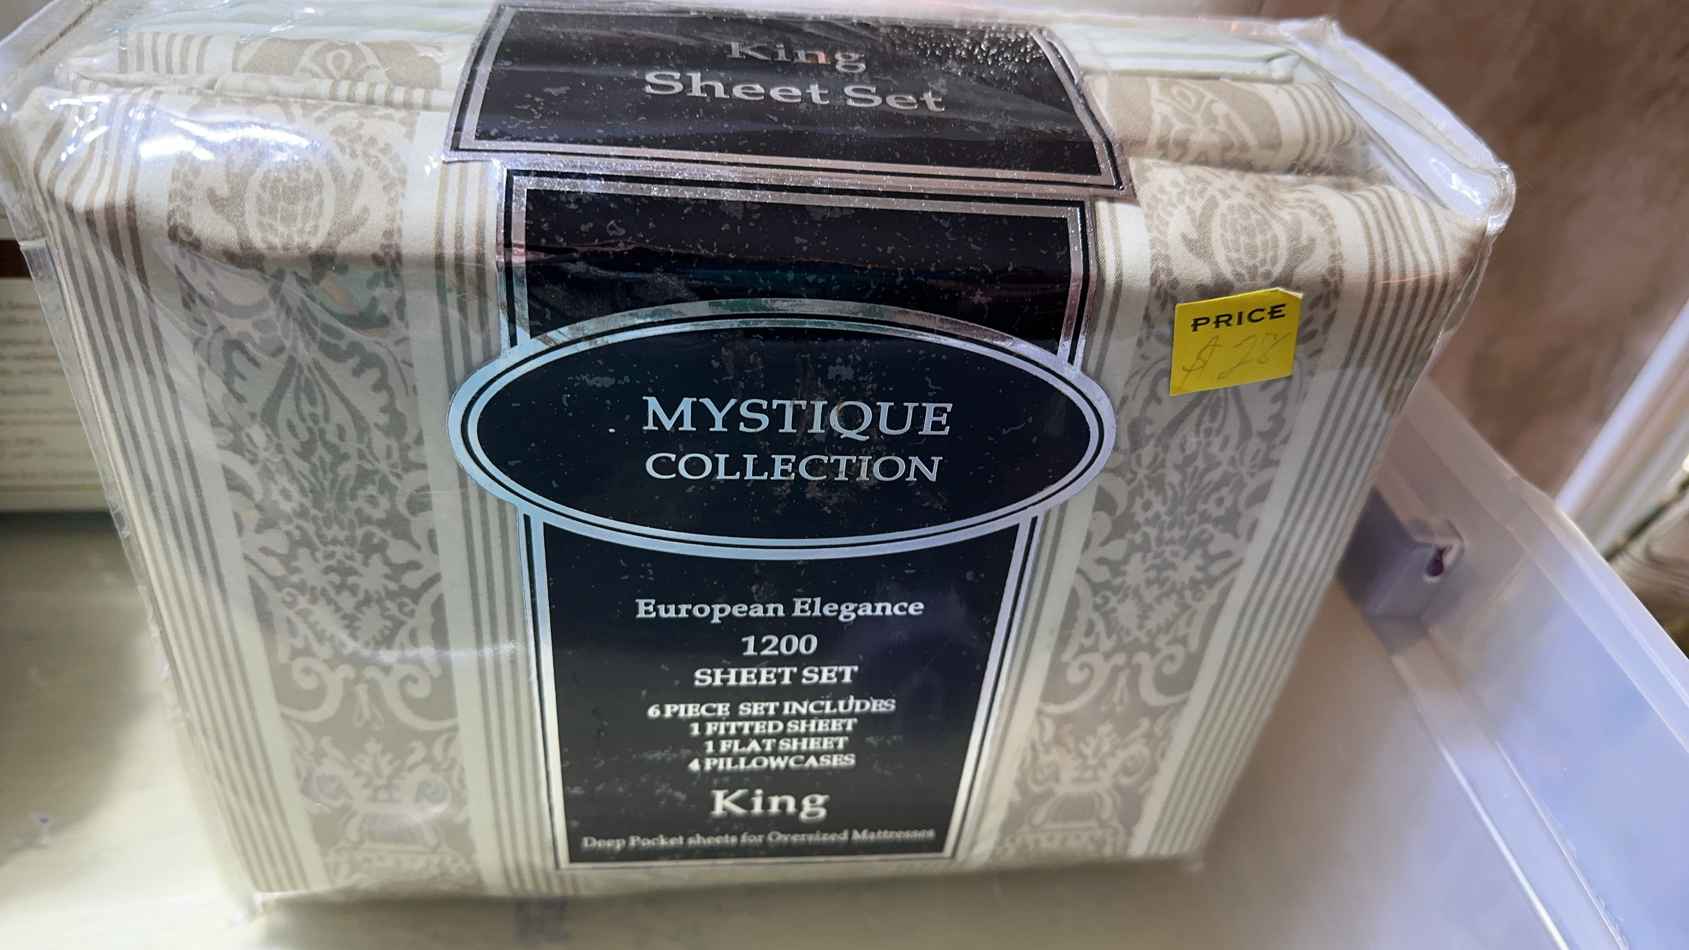 King
Sheet Set
PRICE
MYSTIQUE
COLLECTION
European Elegance
1200
SHEET SET
6 PIECE SET INCLUDES
1 FITTED SHEET
1 FLAT SHEET
4 PILLOWCASES
King
Deep Pocket sheets for Oversized Mattresses